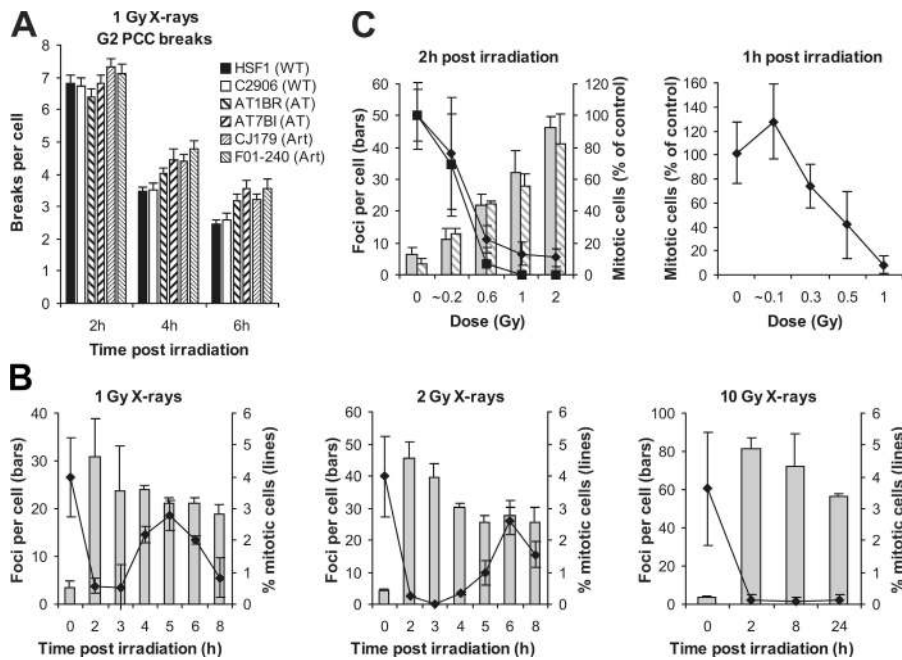 A
1 Gy X-rays
G2 PCC breaks
Breaks per cell
8
7
6
5
4
3
2
1
0
HSF1 (WT)
C2906 (WT)
AT1BR (AT)
AT7BI (AT)
CJ179 (Art)
F01-240 (Art)
2h 4h 6h
Time post irradiation
C
2h post irradiation
Foci per cell (bars)
60
50
40
30
20
10
0
120
100
80
60
40
20
0
Mitotic cells (% of control)
0 ~0.2 0.6 1 2
Dose (Gy)
1h post irradiation
Mitotic cells (% of control)
160
140
120
100
80
60
40
20
0
0 ~0.1 0.3 0.5 1
Dose (Gy)
B
1 Gy X-rays
Foci per cell (bars)
40
30
20
10
0
6
5
4
3
2
1
0
% mitotic cells (lines)
0 2 3 4 5 6 8
Time post irradiation (h)
2 Gy X-rays
Foci per cell (bars)
60
50
40
30
20
10
0
6
5
4
3
2
1
0
% mitotic cells (lines)
0 2 3 4 5 6 8
Time post irradiation (h)
10 Gy X-rays
Foci per cell (bars)
100
80
60
40
20
0
6
5
4
3
2
1
0
% mitotic cells (lines)
0 2 8 24
Time post irradiation (h)